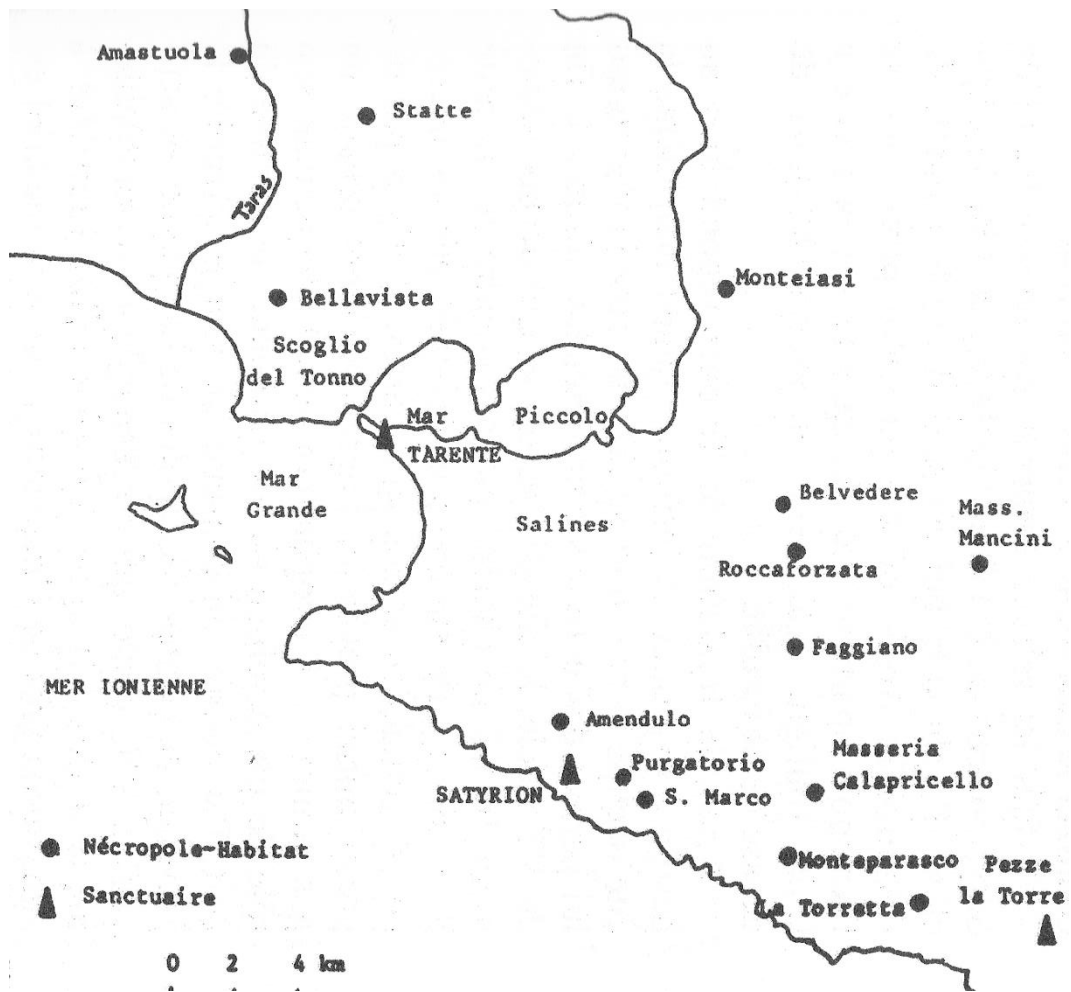 Amastuola
Statte
Taras
Monteiasi
Bellavista
Scoglio
del Tonno
Mar Piccolo
TARENTE
Mar
Grande
Salines
Belvedere
Mass.
Mancini
Roccaforzata
Faggiano
MER IONIENNE
Amendulo
Masseria
Calapricello
Purgatorio
SATYRION
S. Marco
Nécropole-Habitat
Monteparasco
Pezze
la Torre
Sanctuaire
La Torretta
0 2 4 km